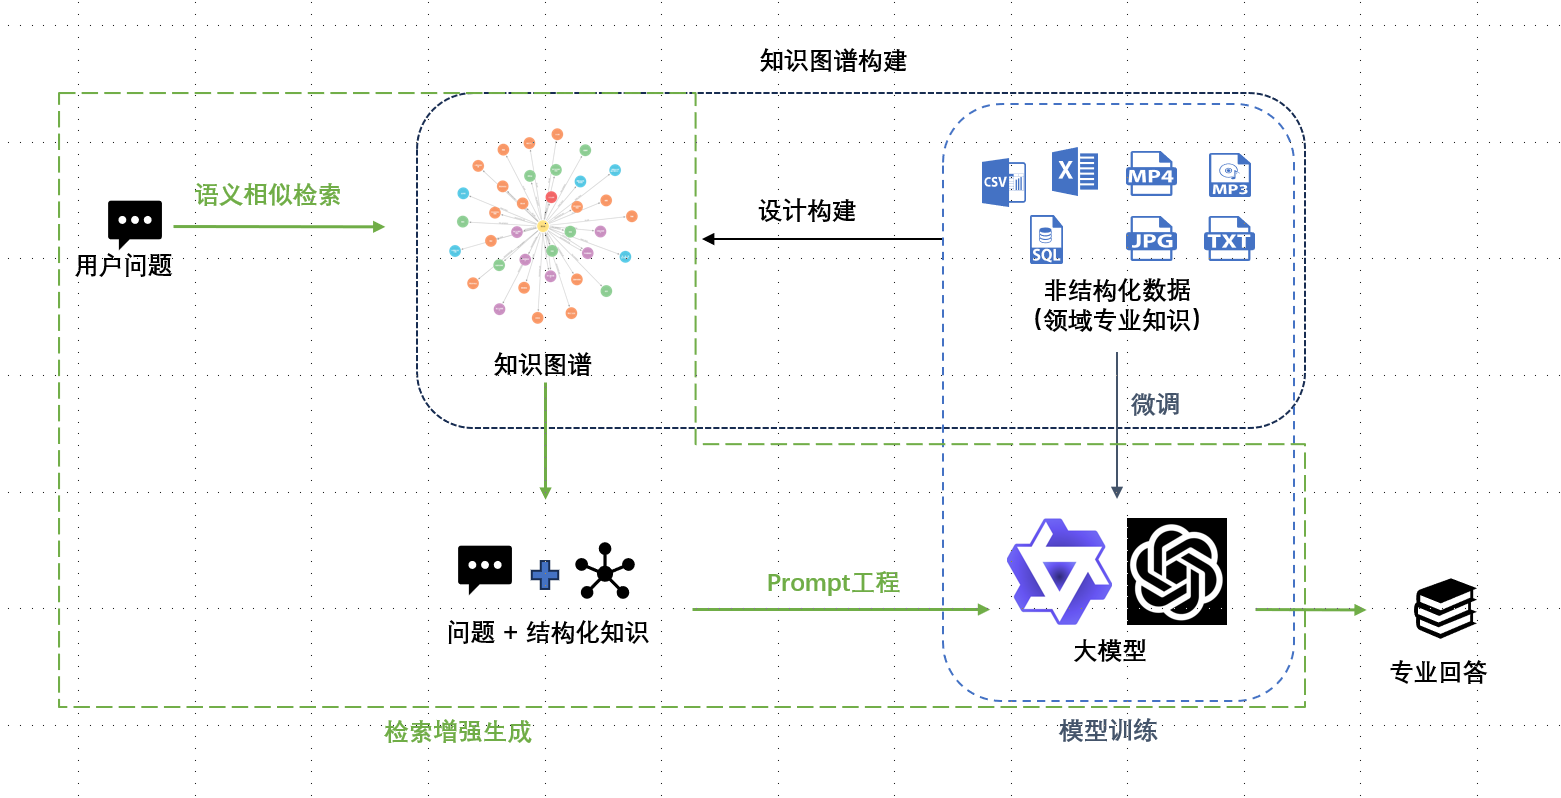 知识图谱构建
语义相似检索
用户问题
知识图谱
设计构建
CSV
X
MP4
MP3
SQL
JPG
TXT
非结构化数据
（领域专业知识）
微调
问题 + 结构化知识
Prompt工程
大模型
专业回答
检索增强生成
模型训练